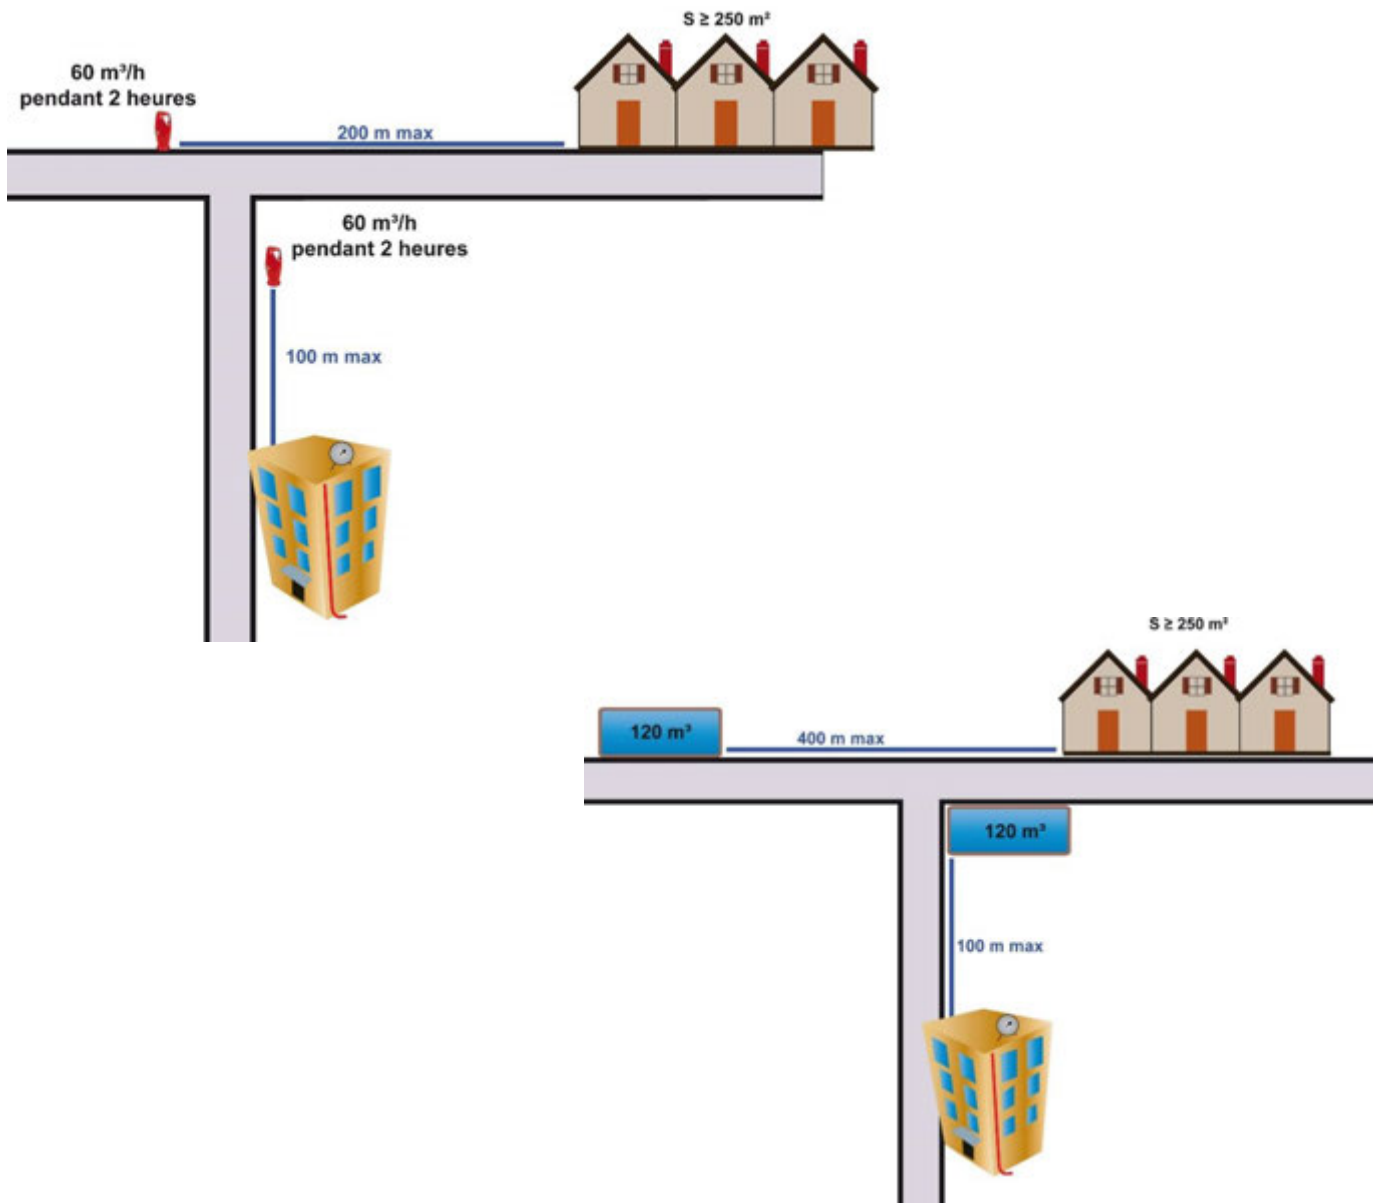 S ≥ 250 m²
60 m³/h
pendant 2 heures
200 m max
60 m³/h
pendant 2 heures
100 m max
S ≥ 250 m²
120 m³
400 m max
120 m³
100 m max